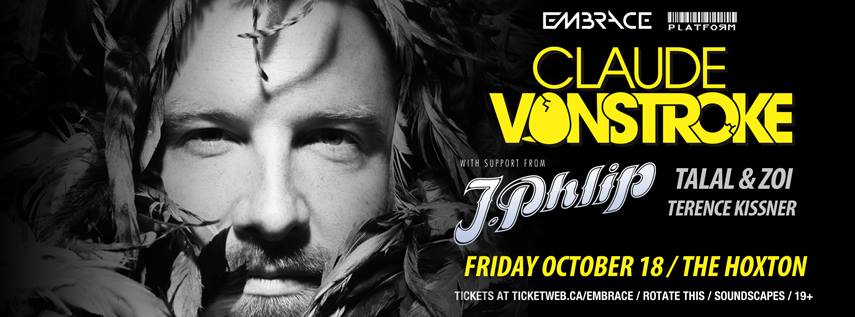 EMBRACE PLATFORM
CLAUDE
VONSTROKE
WITH SUPPORT FROM
J.Phlip
TALAL & ZOI
TERENCE KISSNER
FRIDAY OCTOBER 18 / THE HOXTON
TICKETS AT TICKETWEB.CA/EMBRACE / ROTATE THIS / SOUNDSCAPES / 19+